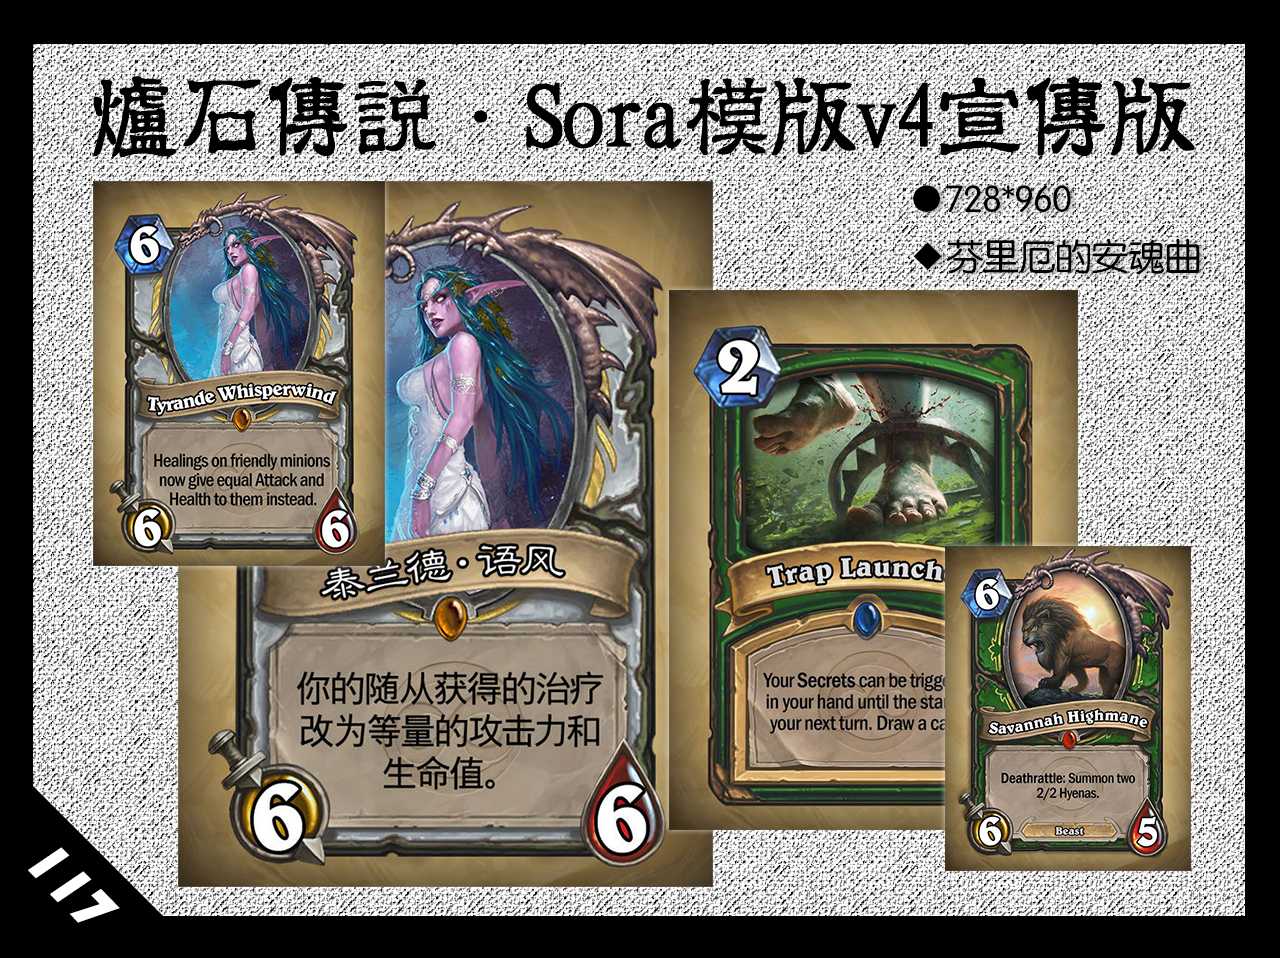 爐石傳説·Sora模版v4宣傳版
●728*960
◆芬里厄的安魂曲
6
Tyrande Whisperwind
Healings on friendly minions
now give equal Attack and
Health to them instead.
6
6
泰兰德·语风
你的随从获得的治疗
改为等量的攻击力和
生命值。
6
6
2
Trap Launch
Your Secrets can be trigge
in your hand until the sta
your next turn. Draw a ca
6
Savannah Highmane
Deathrattle: Summon two
2/2 Hyenas.
6
Beast
5
117